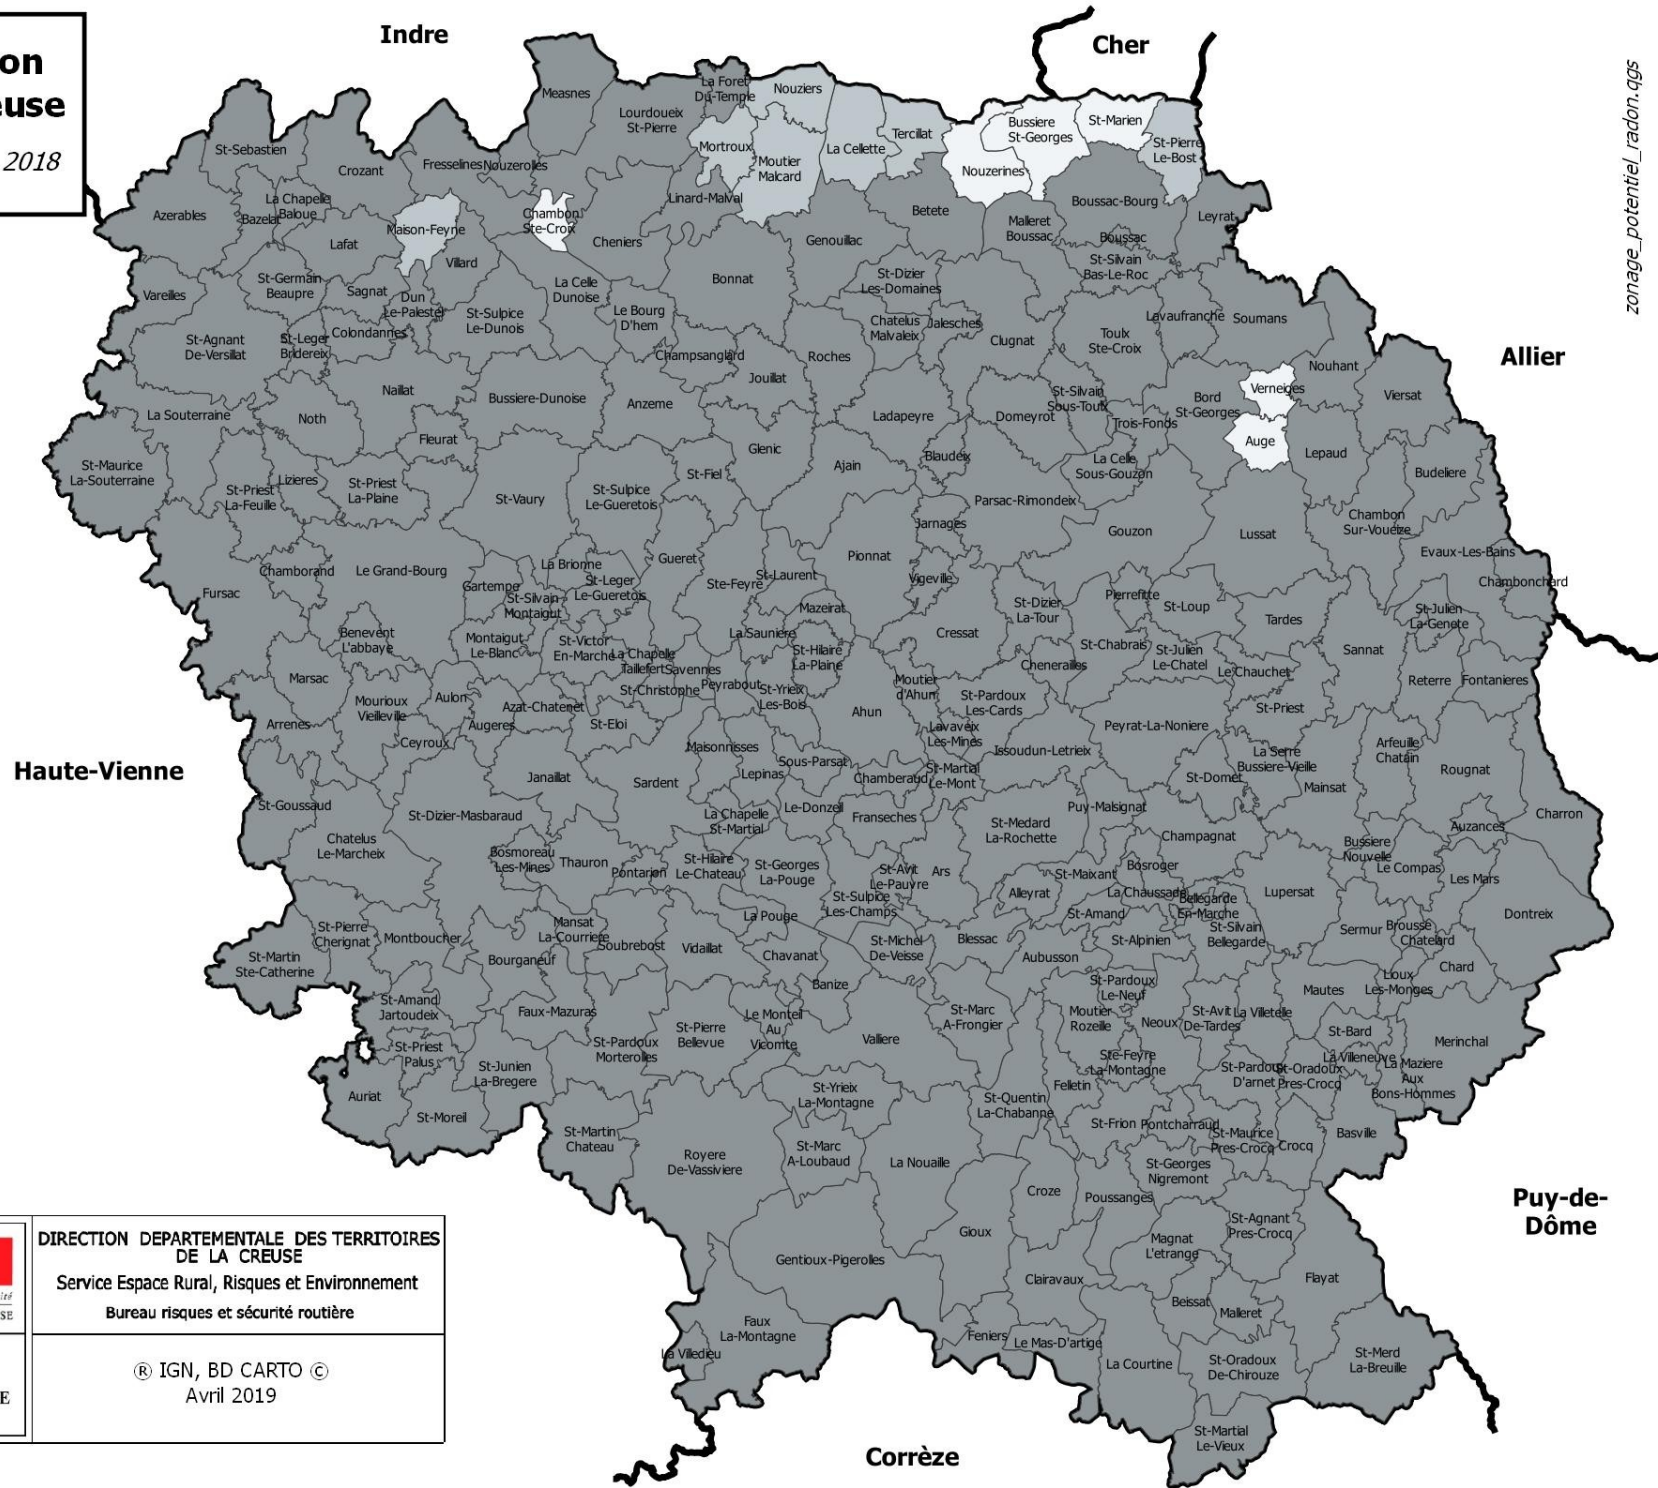 on
euse
2018
Indre
Cher
Allier
Haute-Vienne
Puy-de-
Dôme
Corrèze
zonage_potentiel_radon.qgs
Measnes
La Foret
Du-Temple
Nouziers
Lourdoueix
St-Pierre
Tercillat
Bussiere
St-Georges
St-Marien
St-Pierre
Le-Bost
St-Sebastien
Crozant
Fresselines
Nouzerolles
Mortroux
Moutier
Malcard
La Cellette
Nouzerines
Azerables
Bazelat
La Chapelle
Baloue
Maison-Feyne
Chambon
Ste-Croix
Linard-Malval
Betete
Malleret
Boussac
Boussac-Bourg
Leyrat
Lafat
Villard
Cheniers
Genouillac
Boussac
St-Silvain
Bas-Le-Roc
Vareilles
St-Germain
Beaupre
Sagnat
Dun
Le-Palestel
La Celle
Dunoise
Bonnat
St-Dizier
Les-Domaines
St-Agnant
De-Versillat
St-Leger
Bridereix
Colondannes
St-Sulpice
Le-Dunois
Le Bourg
D'hem
Chatelus
Malvaleix
Jalesches
Clugnat
Toulx
Ste-Croix
Lavaufranche
Soumans
Champsanglard
Roches
Jouillat
Nouhant
Verneiges
Viersat
La Souterraine
Noth
Naillat
Bussiere-Dunoise
Anzeme
Ladapeyre
Domeyrot
St-Silvain
Sous-Toulx
Trois-Fonds
Bord
St-Georges
Auge
Lepaud
Fleurat
Glenic
Ajain
Blaudeix
La Celle
Sous-Gouzon
Budeliere
St-Maurice
La-Souterraine
St-Priest
La-Feuille
Lizieres
St-Priest
La-Plaine
St-Vaury
St-Sulpice
Le-Gueretois
St-Fiel
Parsac-Rimondeix
Jarnages
Gouzon
Lussat
Chambon
Sur-Voueize
Evaux-Les-Bains
Chambonchard
Fursac
Chamborand
Le Grand-Bourg
Gartempe
La Brionne
St-Leger
Le-Gueretois
Gueret
Ste-Feyre
St-Laurent
Pionnat
Vigeville
St-Silvain
Montaigut
Mazeirat
St-Dizier
La-Tour
Pierrefitte
St-Loup
Tardes
St-Julien
La-Genete
Benevent
L'abbaye
Montaigut
Le-Blanc
St-Victor
En-Marche
La Chapelle
Taillefert
Savennes
La Sauniere
St-Hilaire
La-Plaine
Cressat
Chenerailles
St-Chabrais
St-Julien
Le-Chatel
Le Chauchet
Sannat
Reterre
Fontanieres
Marsac
Mourioux
Vieilleville
Aulon
Augeres
Azat-Chatenet
St-Christophe
Peyrabout
St-Yrieix
Les-Bois
Moutier
d'Ahun
St-Pardoux
Les-Cards
St-Priest
Arrenes
Ceyroux
St-Eloi
Ahun
Lavaveix
Les-Mines
Issoudun-Letrieix
Peyrat-La-Noniere
Maisonnisses
Sous-Parsat
Lepinas
Chamberaud
St-Martial
Le-Mont
La Serre
Bussiere-Vieille
Arfeuille
Chatain
Rougnat
St-Domet
Mainsat
Janaillat
Sardent
St-Goussaud
St-Dizier-Masbaraud
La Chapelle
St-Martial
Le-Donzeil
Franseches
St-Medard
La-Rochette
Puy-Malsignat
Champagnat
Charron
Auzances
Chatelus
Le-Marcheix
Bosmoreau
Les-Mines
Thauron
Pontarion
St-Hilaire
Le-Chateau
St-Georges
La-Pouge
St-Avit
Le-Pauvre
Ars
St-Maixant
Bosroger
Lupersat
Bussiere
Nouvelle
Le Compas
Les Mars
St-Sulpice
Les-Champs
Alleyrat
La Chaussade
Bellegarde
En-Marche
Dontreix
La Pouge
St-Amand
St-Pierre
Cherignat
Montboucher
Mansat
La-Courriere
Soubrebost
Vidaillat
Chavanat
St-Michel
De-Veisse
Blessac
Aubusson
St-Alpinien
St-Silvain
Bellegarde
Sermur
Brousse
Chatelard
Chard
St-Martin
Ste-Catherine
Bourganeuf
Banize
St-Pardoux
Le-Neuf
Mautes
Lioux
Les-Monges
St-Amand
Jartoudeix
Faux-Mazuras
Le Monteil
Au
Vicomte
St-Marc
A-Frongier
Moutier
Rozeille
Neoux
St-Avit
De-Tardes
La Villetelle
St-Bard
Merinchal
St-Priest
Palus
St-Junien
La-Bregere
St-Pardoux
Morterolles
St-Pierre
Bellevue
Valliere
Ste-Feyre
La-Montagne
St-Pardoux
D'arnet
St-Oradoux
Pres-Crocq
La Villeneuve
La Maziere
Aux
Bons-Hommes
Auriat
St-Moreil
St-Yrieix
La-Montagne
Felletin
St-Quentin
La-Chabanne
St-Frion
Pontcharraud
St-Maurice
Pres-Crocq
Crocq
Basville
St-Martin
Chateau
Royere
De-Vassiviere
St-Marc
A-Loubaud
La Nouaille
Croze
St-Georges
Nigremont
Poussanges
Gentioux-Pigerolles
Gioux
Clairavaux
Magnat
L'etrange
St-Agnant
Pres-Crocq
Flayat
Beissat
Malleret
Faux
La-Montagne
La Villedieu
Feniers
Le Mas-D'artige
La Courtine
St-Oradoux
De-Chirouze
St-Merd
La-Breuille
St-Martial
Le-Vieux
DIRECTION DEPARTEMENTALE DES TERRITOIRES
DE LA CREUSE
Service Espace Rural, Risques et Environnement
Bureau risques et sécurité routière
® IGN, BD CARTO ©
Avril 2019
ité
SE
E